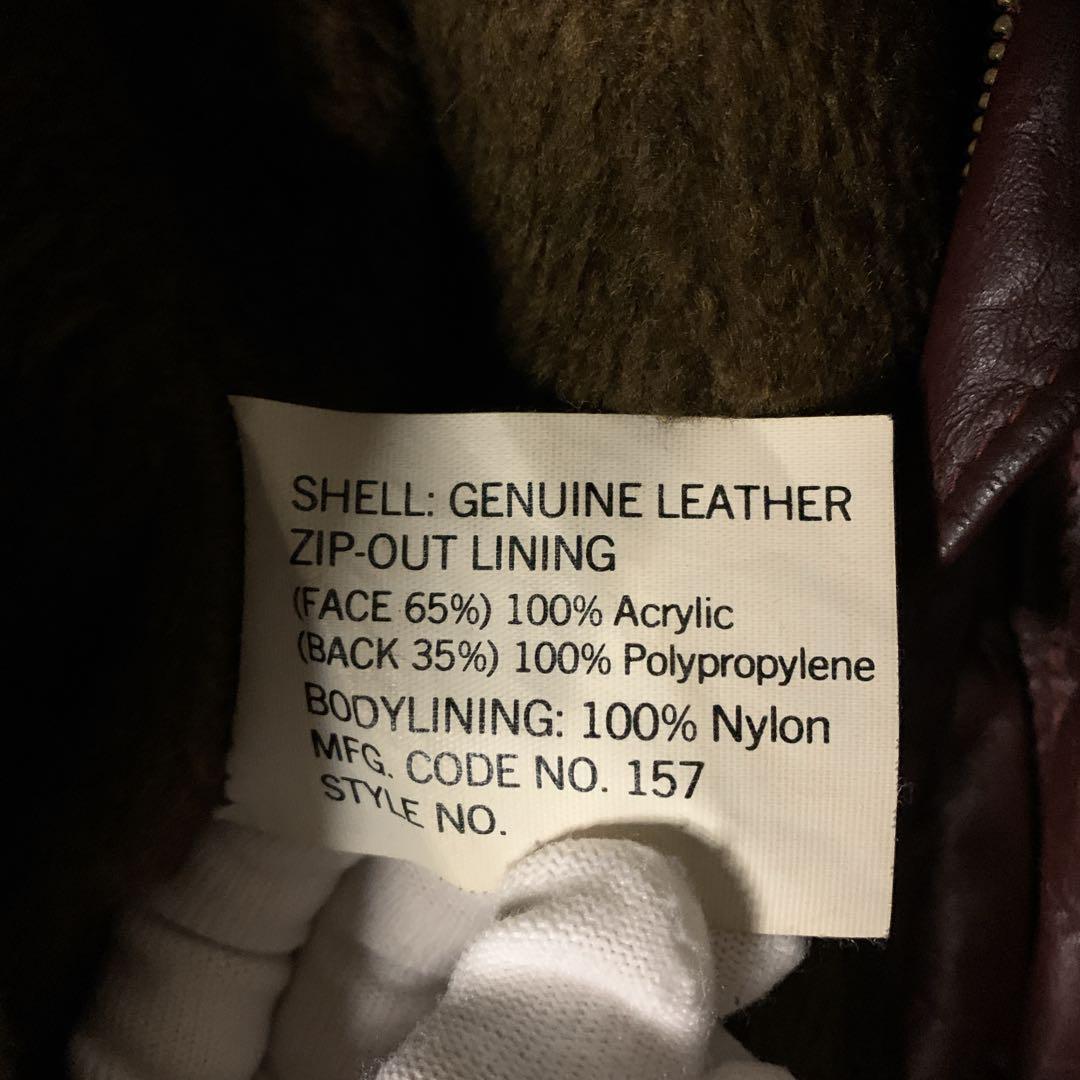 SHELL: GENUINE LEATHER
ZIP-OUT LINING
(FACE 65%) 100% Acrylic
(BACK 35%) 100% Polypropylene
BODYLINING: 100% Nylon
MFG. CODE NO. 157
STYLE NO.